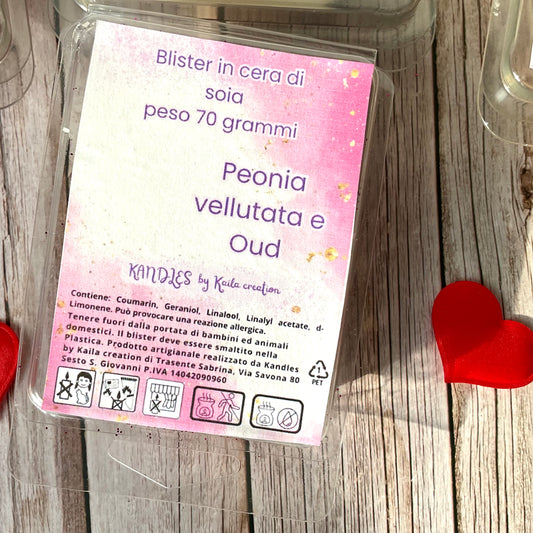 Blister in cera di
soia
peso 70 grammi
Peonia
vellutata e
Oud
KANDLES by Kaila creation
Contiene: Coumarin, Geraniol, Linalool, Linalyl acetate, d-
Limonene. Può provocare una reazione allergica.
Tenere fuori dalla portata di bambini ed animali
domestici. Il blister deve essere smaltito nella
Plastica. Prodotto artigianale realizzato da Kandles
by Kaila creation di Trasente Sabrina, Via Savona 80
Sesto S. Giovanni P.IVA 14042090960
1
PET